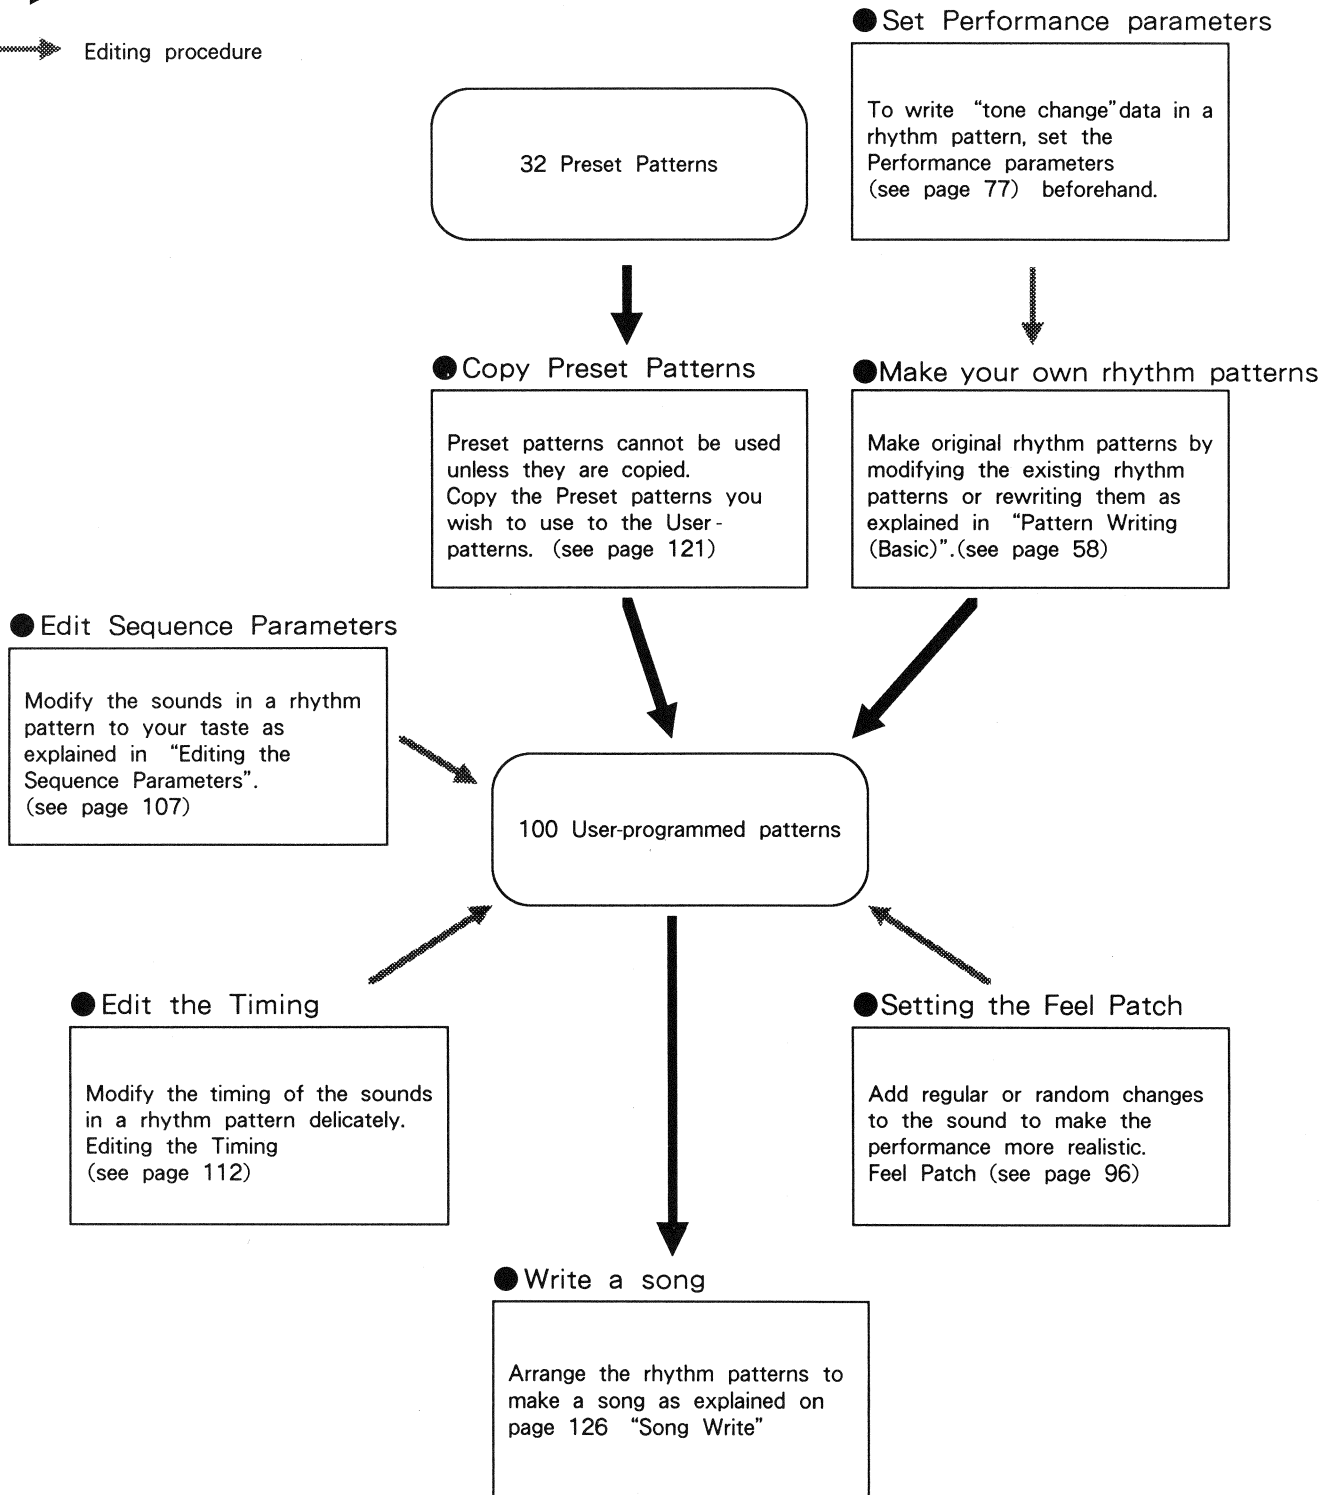 Editing procedure
●Set Performance parameters
To write “tone change”data in a
rhythm pattern, set the
Performance parameters
(see page 77) beforehand.
32 Preset Patterns
●Copy Preset Patterns
Preset patterns cannot be used
unless they are copied.
Copy the Preset patterns you
wish to use to the User-
patterns. (see page 121)
●Make your own rhythm patterns
Make original rhythm patterns by
modifying the existing rhythm
patterns or rewriting them as
explained in “Pattern Writing
(Basic)”.(see page 58)
●Edit Sequence Parameters
Modify the sounds in a rhythm
pattern to your taste as
explained in “Editing the
Sequence Parameters”.
(see page 107)
100 User-programmed patterns
●Edit the Timing
Modify the timing of the sounds
in a rhythm pattern delicately.
Editing the Timing
(see page 112)
●Setting the Feel Patch
Add regular or random changes
to the sound to make the
performance more realistic.
Feel Patch (see page 96)
●Write a song
Arrange the rhythm patterns to
make a song as explained on
page 126 “Song Write”